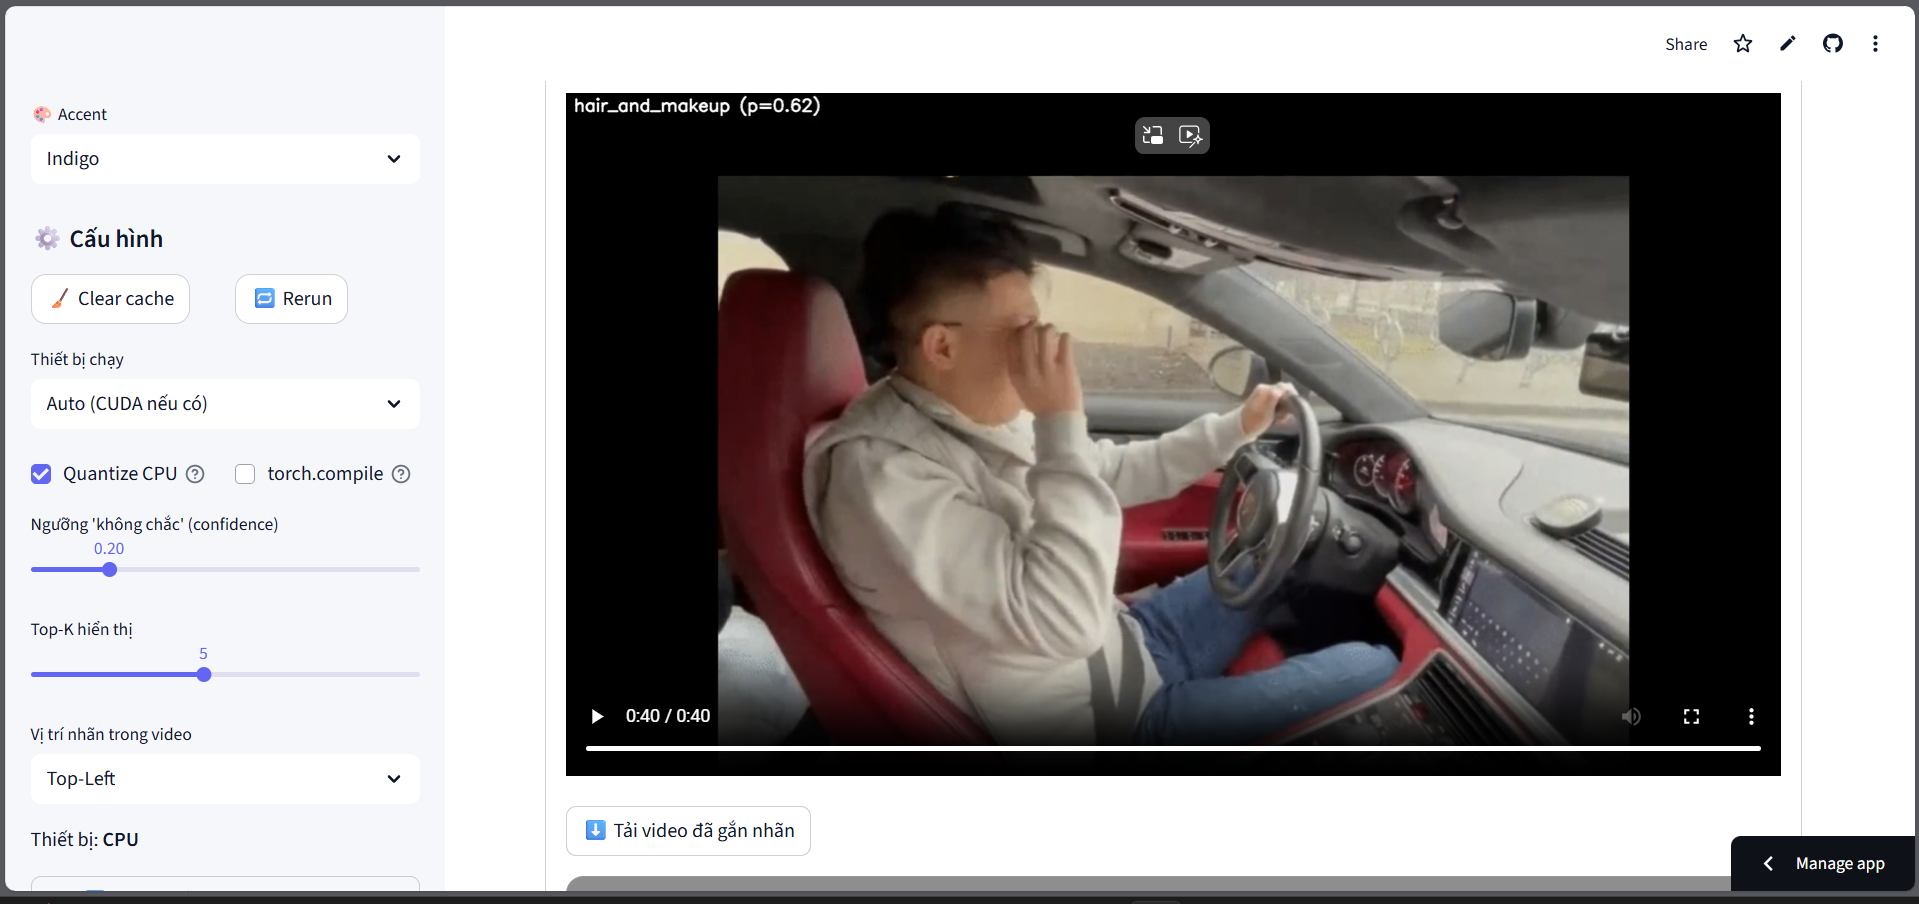 Share
🎨 Accent
Indigo
⚙️ Cấu hình
🧹 Clear cache
🔁 Rerun
Thiết bị chạy
Auto (CUDA nếu có)
Quantize CPU
torch.compile
Ngưỡng 'không chắc' (confidence)
0.20
Top-K hiển thị
5
Vị trí nhãn trong video
Top-Left
Thiết bị: CPU
hair_and_makeup (p=0.62)
0:40 / 0:40
⬇️ Tải video đã gắn nhãn
Manage app